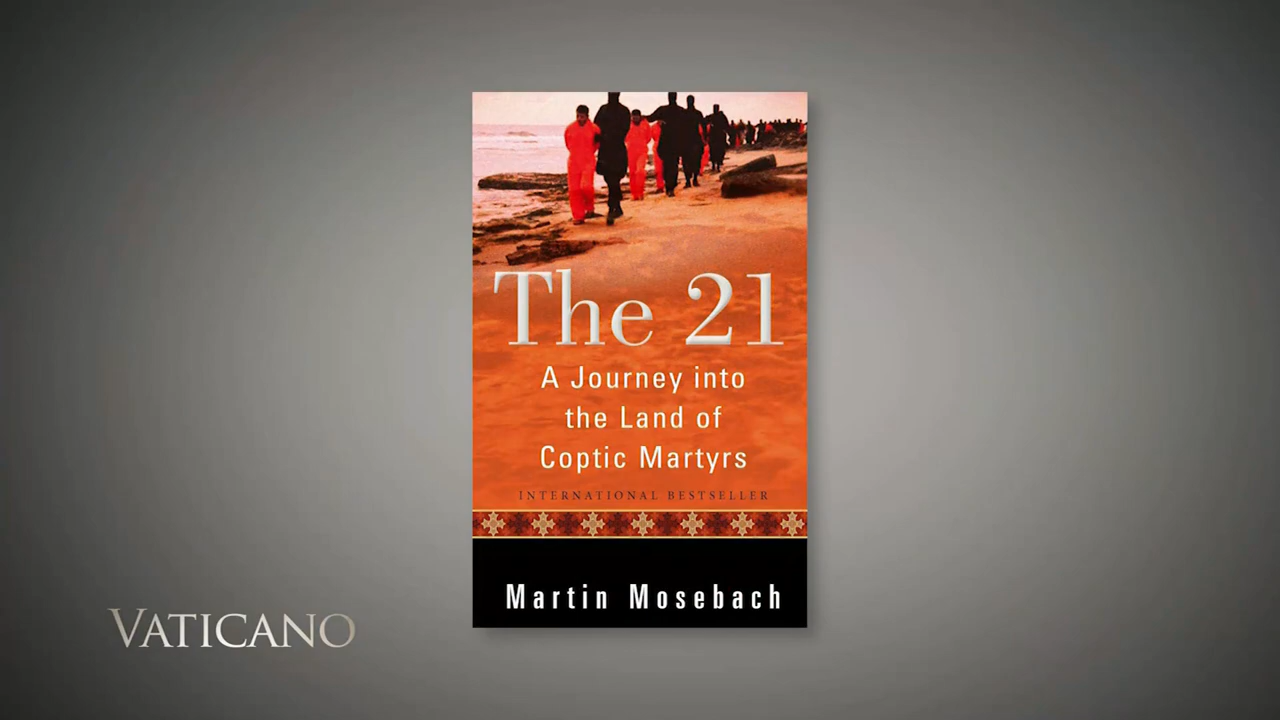 The 21
A Journey into
the Land of
Coptic Martyrs
INTERNATIONAL BESTSELLER
Martin Mosebach
VATICANO